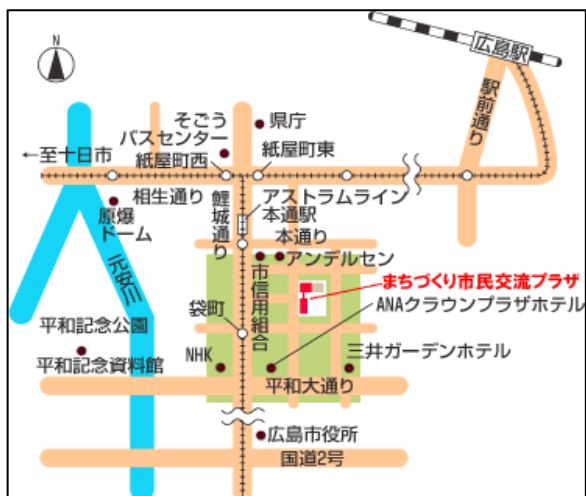 N
広島駅
駅前通り
そごう
バスセンター
県庁
←至十日市
紙屋町西
紙屋町東
相生通り
鯉城通り
アストラムライン
本通駅
本通り
原爆
ドーム
元安川
アンデルセン
市信用組合
まちづくり市民交流プラザ
ANAクラウンプラザホテル
袋町
平和記念公園
平和記念資料館
NHK
三井ガーデンホテル
平和大通り
広島市役所
国道2号